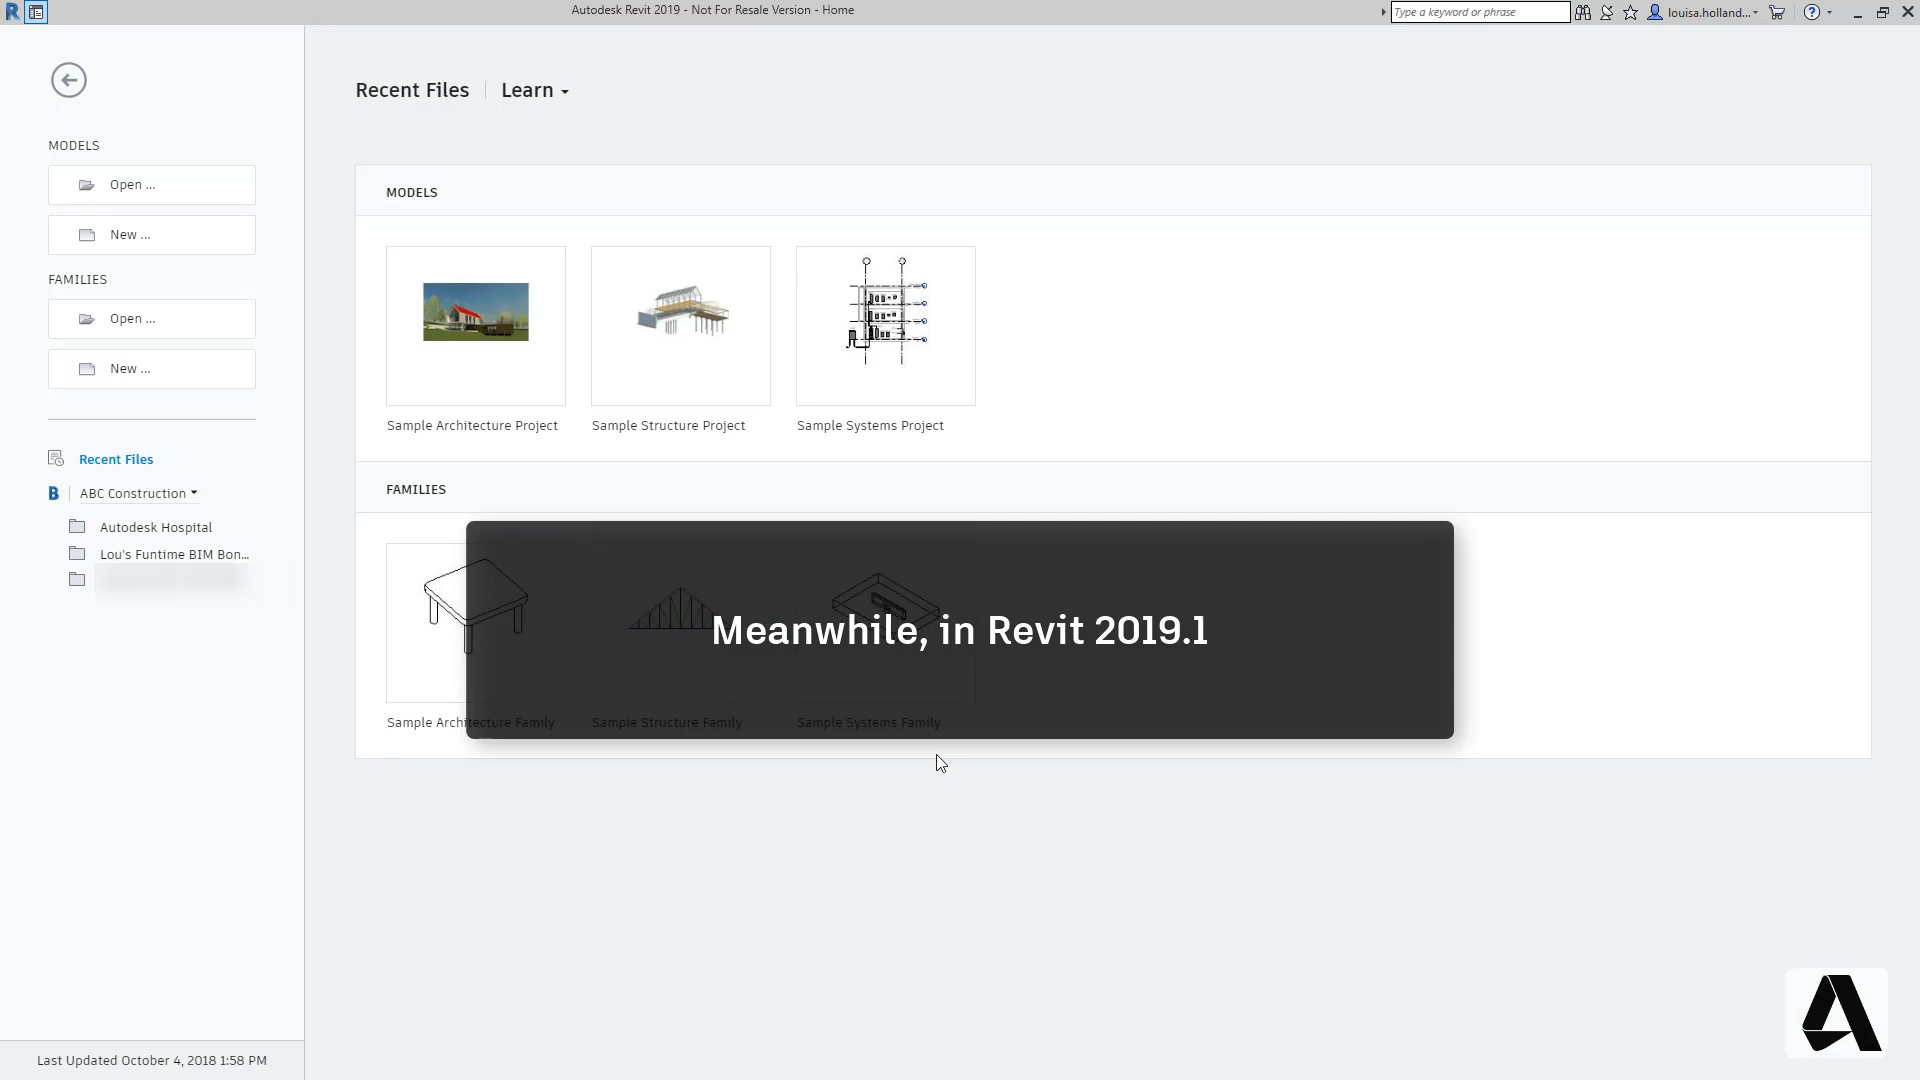 Autodesk Revit 2019 - Not For Resale Version - Home
Type a keyword or phrase
louisa.holland...
MODELS
Open ...
New ...
FAMILIES
Open ...
New ...
Recent Files
B ABC Construction
Autodesk Hospital
Lou's Funtime BIM Bon...
Last Updated October 4, 2018 1:58 PM
Recent Files
Learn
MODELS
Sample Architecture Project
Sample Structure Project
Sample Systems Project
FAMILIES
Meanwhile, in Revit 2019.1
Sample Architecture Family
Sample Structure Family
Sample Systems Family